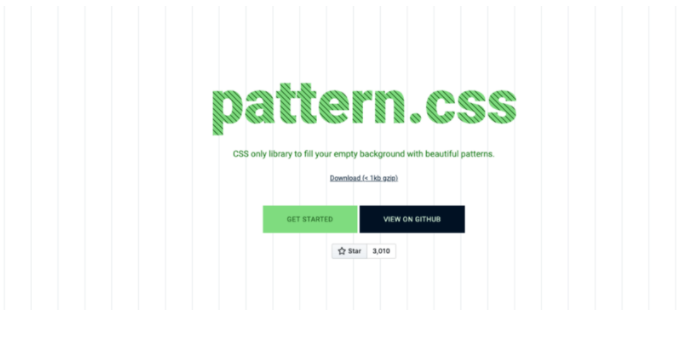 pattern.css
CSS only library to fill your empty background with beautiful patterns.
Download (< 1kb gzip)
GET STARTED
VIEW ON GITHUB
Star
3,010